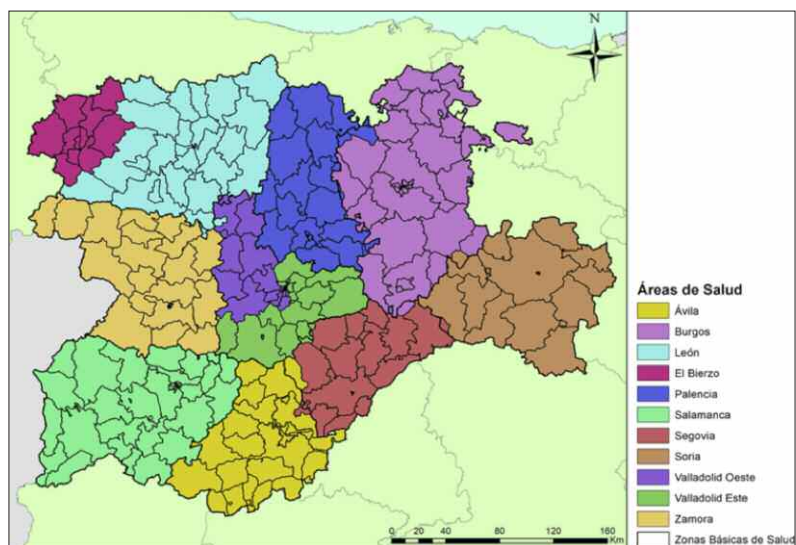 N
Áreas de Salud
Ávila
Burgos
León
El Bierzo
Palencia
Salamanca
Segovia
Soria
Valladolid Oeste
Valladolid Este
Zamora
Zonas Básicas de Salud
0 20 40 80 120 160
Km